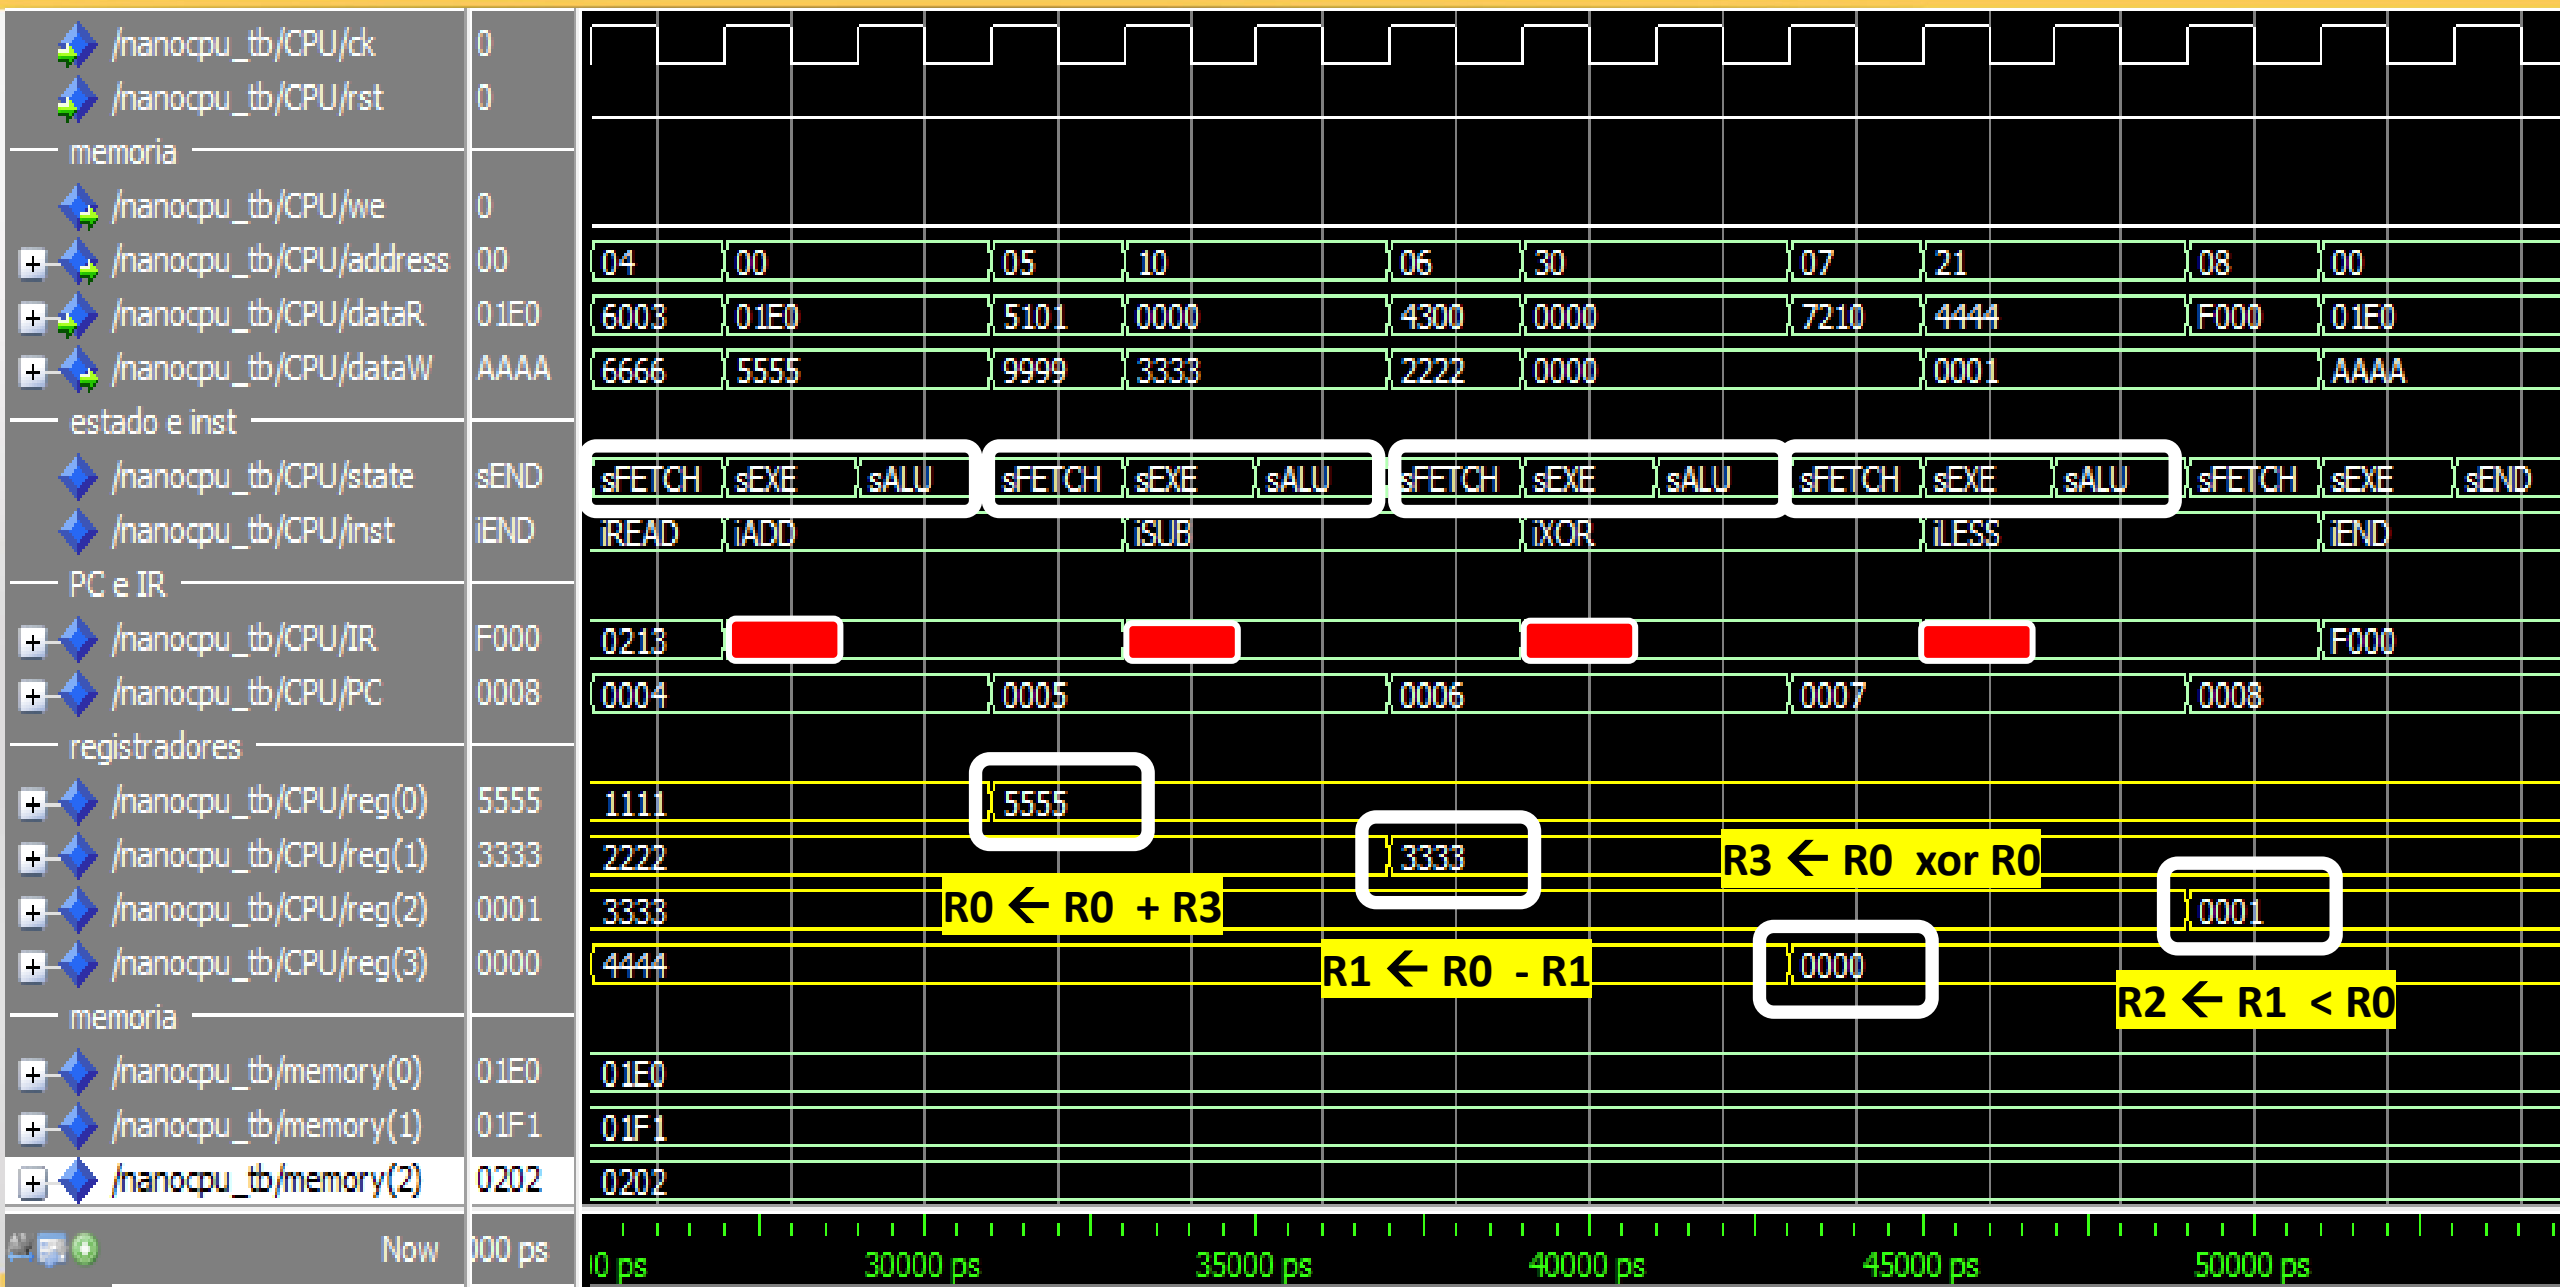 /nanocpu_tb/CPU/ck 0
/nanocpu_tb/CPU/rst 0
memoria
/nanocpu_tb/CPU/we 0
/nanocpu_tb/CPU/address 00 04 00 05 10 06 30 07 21 08 00
/nanocpu_tb/CPU/dataR 01E0 6003 01E0 5101 0000 4300 0000 7210 4444 F000 01E0
/nanocpu_tb/CPU/dataW AAAA 6666 5555 9999 3333 2222 0000 0001 AAAA
estado e inst
/nanocpu_tb/CPU/state sEND sFETCH sEXE sALU sFETCH sEXE sALU sFETCH sEXE sALU sFETCH sEXE sALU sFETCH sEXE sEND
/nanocpu_tb/CPU/inst iEND iREAD iADD iSUB iXOR iLESS iEND
PC e IR
/nanocpu_tb/CPU/IR F000 0213 F000
/nanocpu_tb/CPU/PC 0008 0004 0005 0006 0007 0008
registradores
/nanocpu_tb/CPU/reg(0) 5555 1111 5555
/nanocpu_tb/CPU/reg(1) 3333 2222 3333
R3 ← R0 xor R0
/nanocpu_tb/CPU/reg(2) 0001 3333 0001
R0 ← R0 + R3
/nanocpu_tb/CPU/reg(3) 0000 4444 0000
R1 ← R0 - R1
R2 ← R1 < R0
memoria
/nanocpu_tb/memory(0) 01E0 01E0
/nanocpu_tb/memory(1) 01F1 01F1
/nanocpu_tb/memory(2) 0202 0202
Now 000 ps 0 ps 30000 ps 35000 ps 40000 ps 45000 ps 50000 ps